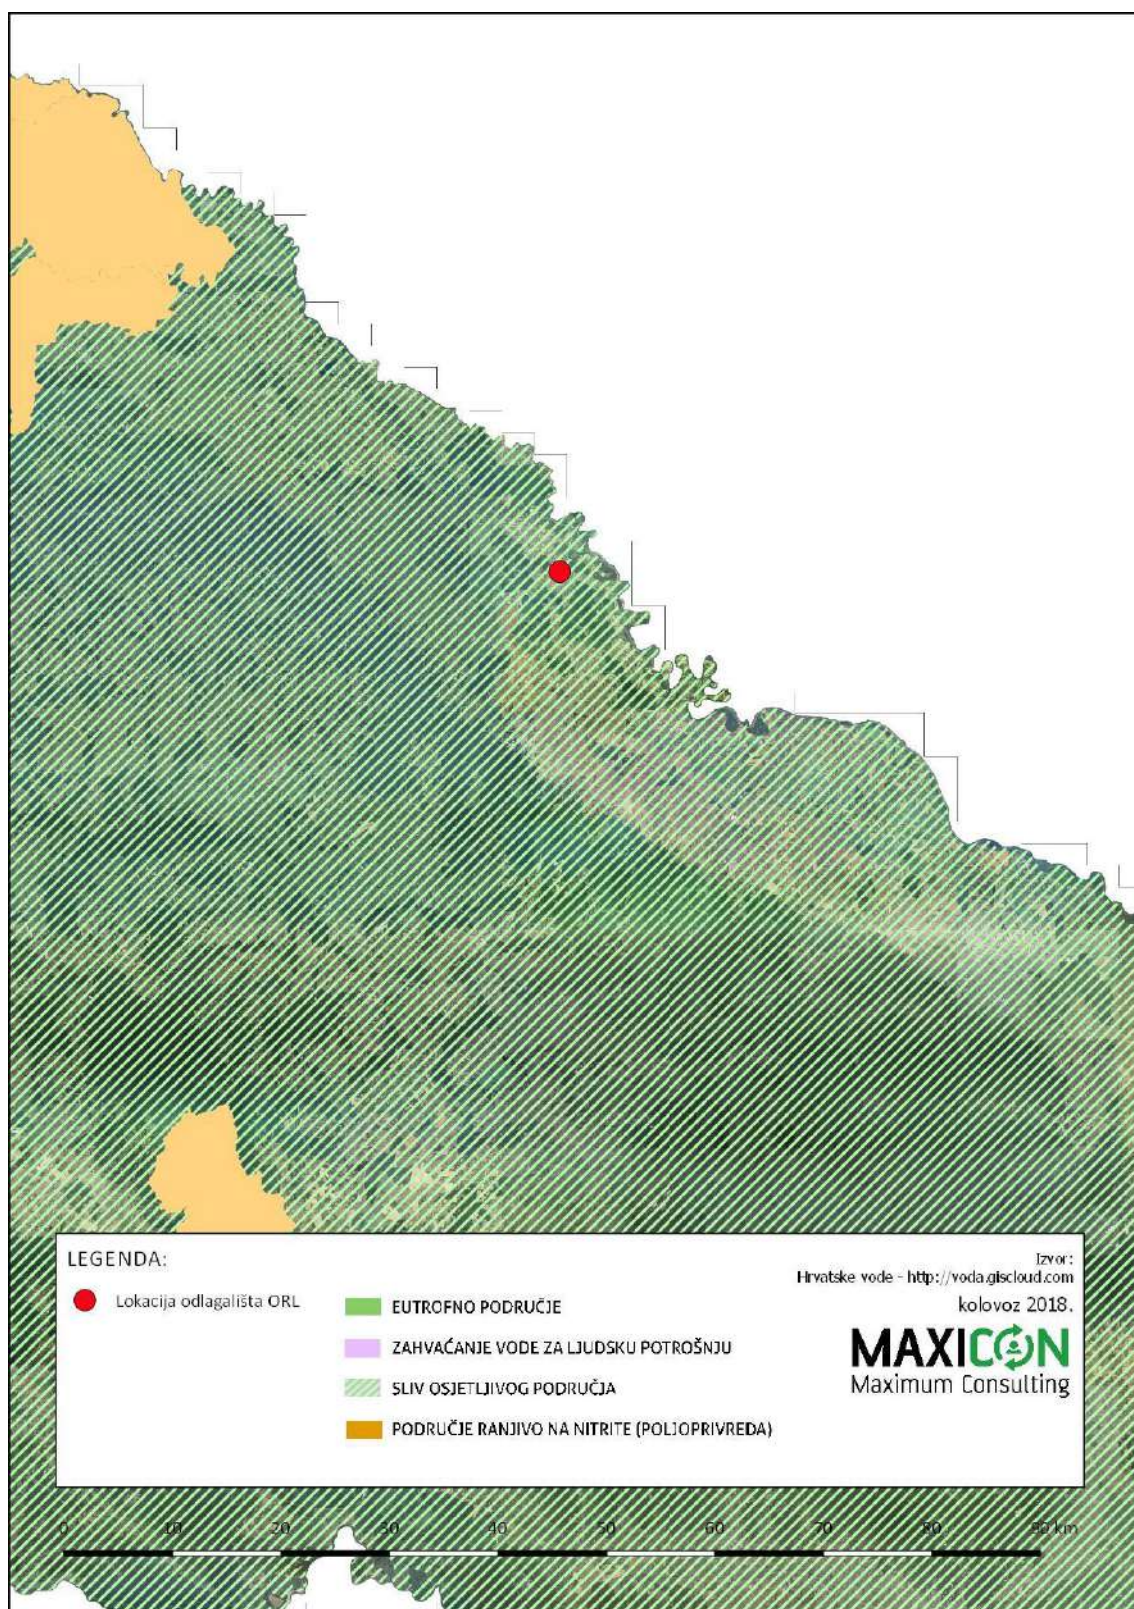 LEGENDA:
Lokacija odlagališta ORL
EUTROFNO PODRUČJE
ZAHVAĆANJE VODE ZA LJUDSKU POTROŠNJU
SLIV OSJETLJIVOG PODRUČJA
PODRUČJE RANJIVO NA NITRITE (POLJOPRIVREDA)
Izvor:
Hrvatske vode - http://voda.giscloud.com
kolovoz 2018.
MAXICON
Maximum Consulting
0 10 20 30 40 50 60 70 80 90 km